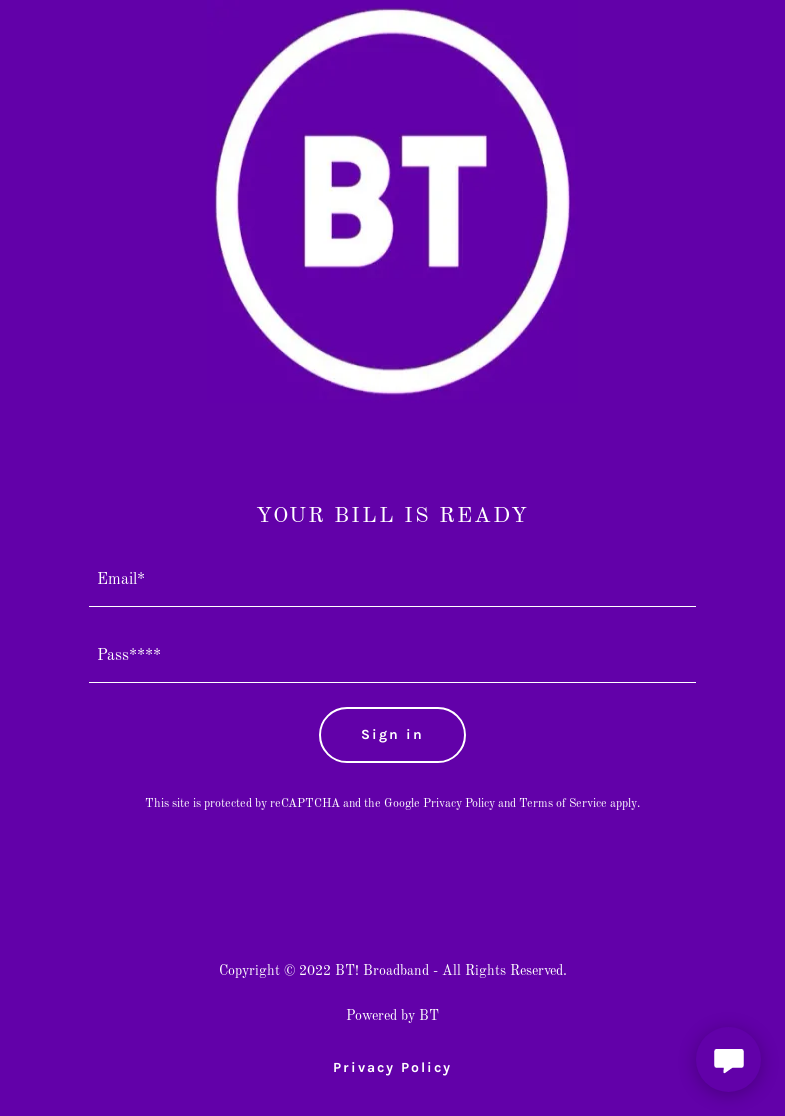 BT
YOUR BILL IS READY
Email*
Pass****
Sign in
This site is protected by reCAPTCHA and the Google Privacy Policy and Terms of Service apply.
Copyright © 2022 BT! Broadband - All Rights Reserved.
Powered by BT
Privacy Policy